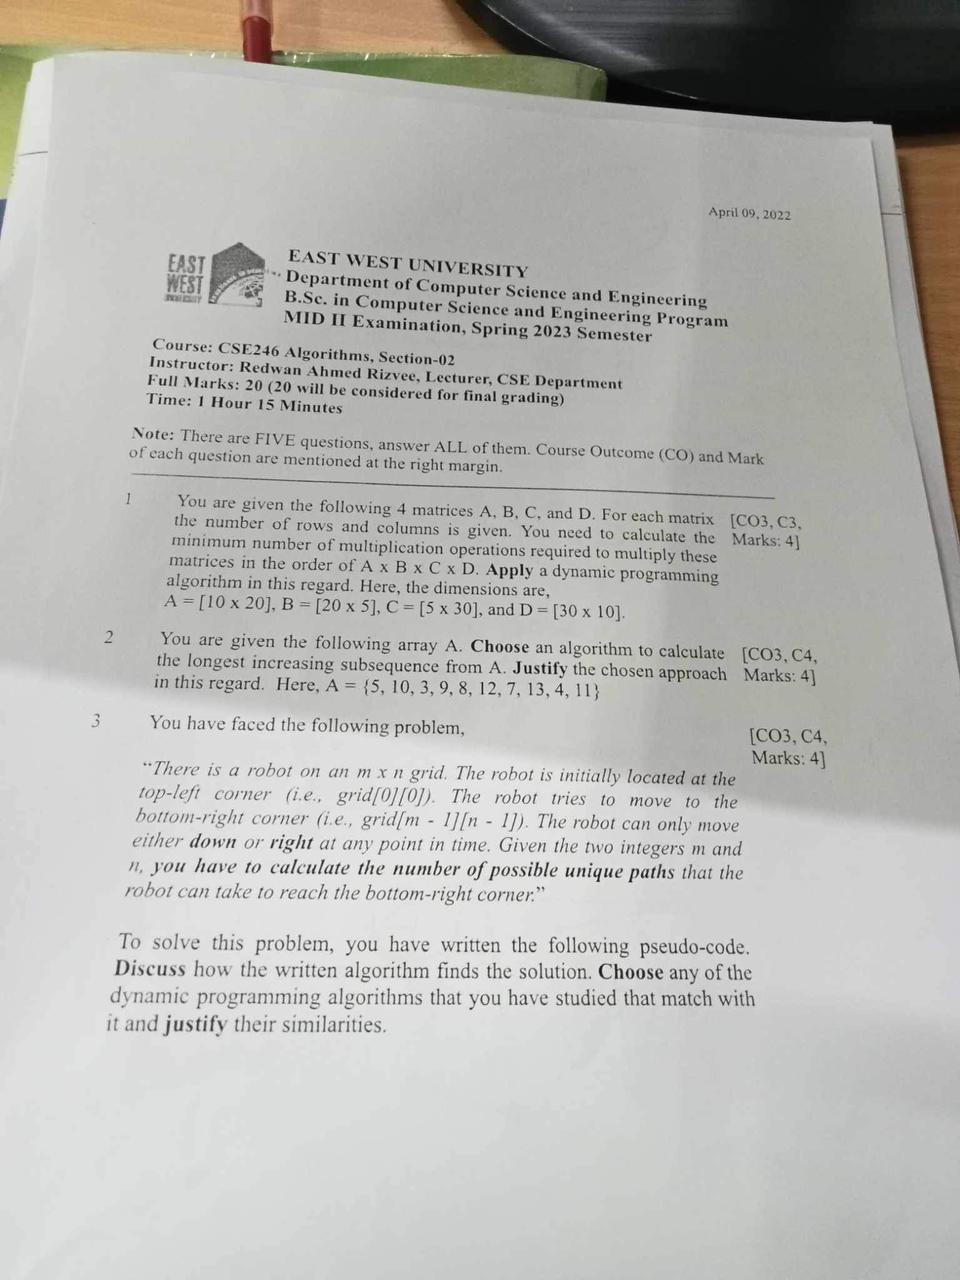 April 09, 2022
EAST
WEST
UNIVERSITY
EAST WEST UNIVERSITY
Department of Computer Science and Engineering
B.Sc. in Computer Science and Engineering Program
MID II Examination, Spring 2023 Semester
Course: CSE246 Algorithms, Section-02
Instructor: Redwan Ahmed Rizvee, Lecturer, CSE Department
Full Marks: 20 (20 will be considered for final grading)
Time: 1 Hour 15 Minutes
Note: There are FIVE questions, answer ALL of them. Course Outcome (CO) and Mark
of each question are mentioned at the right margin.
1 You are given the following 4 matrices A, B, C, and D. For each matrix [CO3, C3,
the number of rows and columns is given. You need to calculate the Marks: 4]
minimum number of multiplication operations required to multiply these
matrices in the order of A x B x C x D. Apply a dynamic programming
algorithm in this regard. Here, the dimensions are,
A = [10 x 20], B = [20 x 5], C = [5 x 30], and D = [30 x 10].
2 You are given the following array A. Choose an algorithm to calculate [CO3, C4,
the longest increasing subsequence from A. Justify the chosen approach Marks: 4]
in this regard. Here, A = {5, 10, 3, 9, 8, 12, 7, 13, 4, 11}
3 You have faced the following problem, [CO3, C4,
Marks: 4]
“There is a robot on an m x n grid. The robot is initially located at the
top-left corner (i.e., grid[0][0]). The robot tries to move to the
bottom-right corner (i.e., grid[m - 1][n - 1]). The robot can only move
either down or right at any point in time. Given the two integers m and
n, you have to calculate the number of possible unique paths that the
robot can take to reach the bottom-right corner.”
To solve this problem, you have written the following pseudo-code.
Discuss how the written algorithm finds the solution. Choose any of the
dynamic programming algorithms that you have studied that match with
it and justify their similarities.